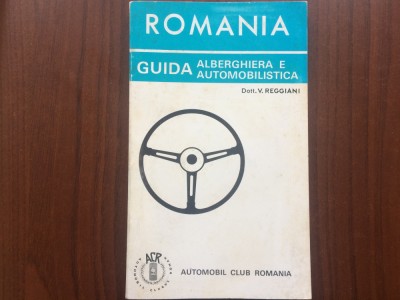 ROMANIA
GUIDA ALBERGHIERA E
AUTOMOBILISTICA
Dott. V. REGGIANI
ACR
AUTOMOBIL CLUB ROMANIA